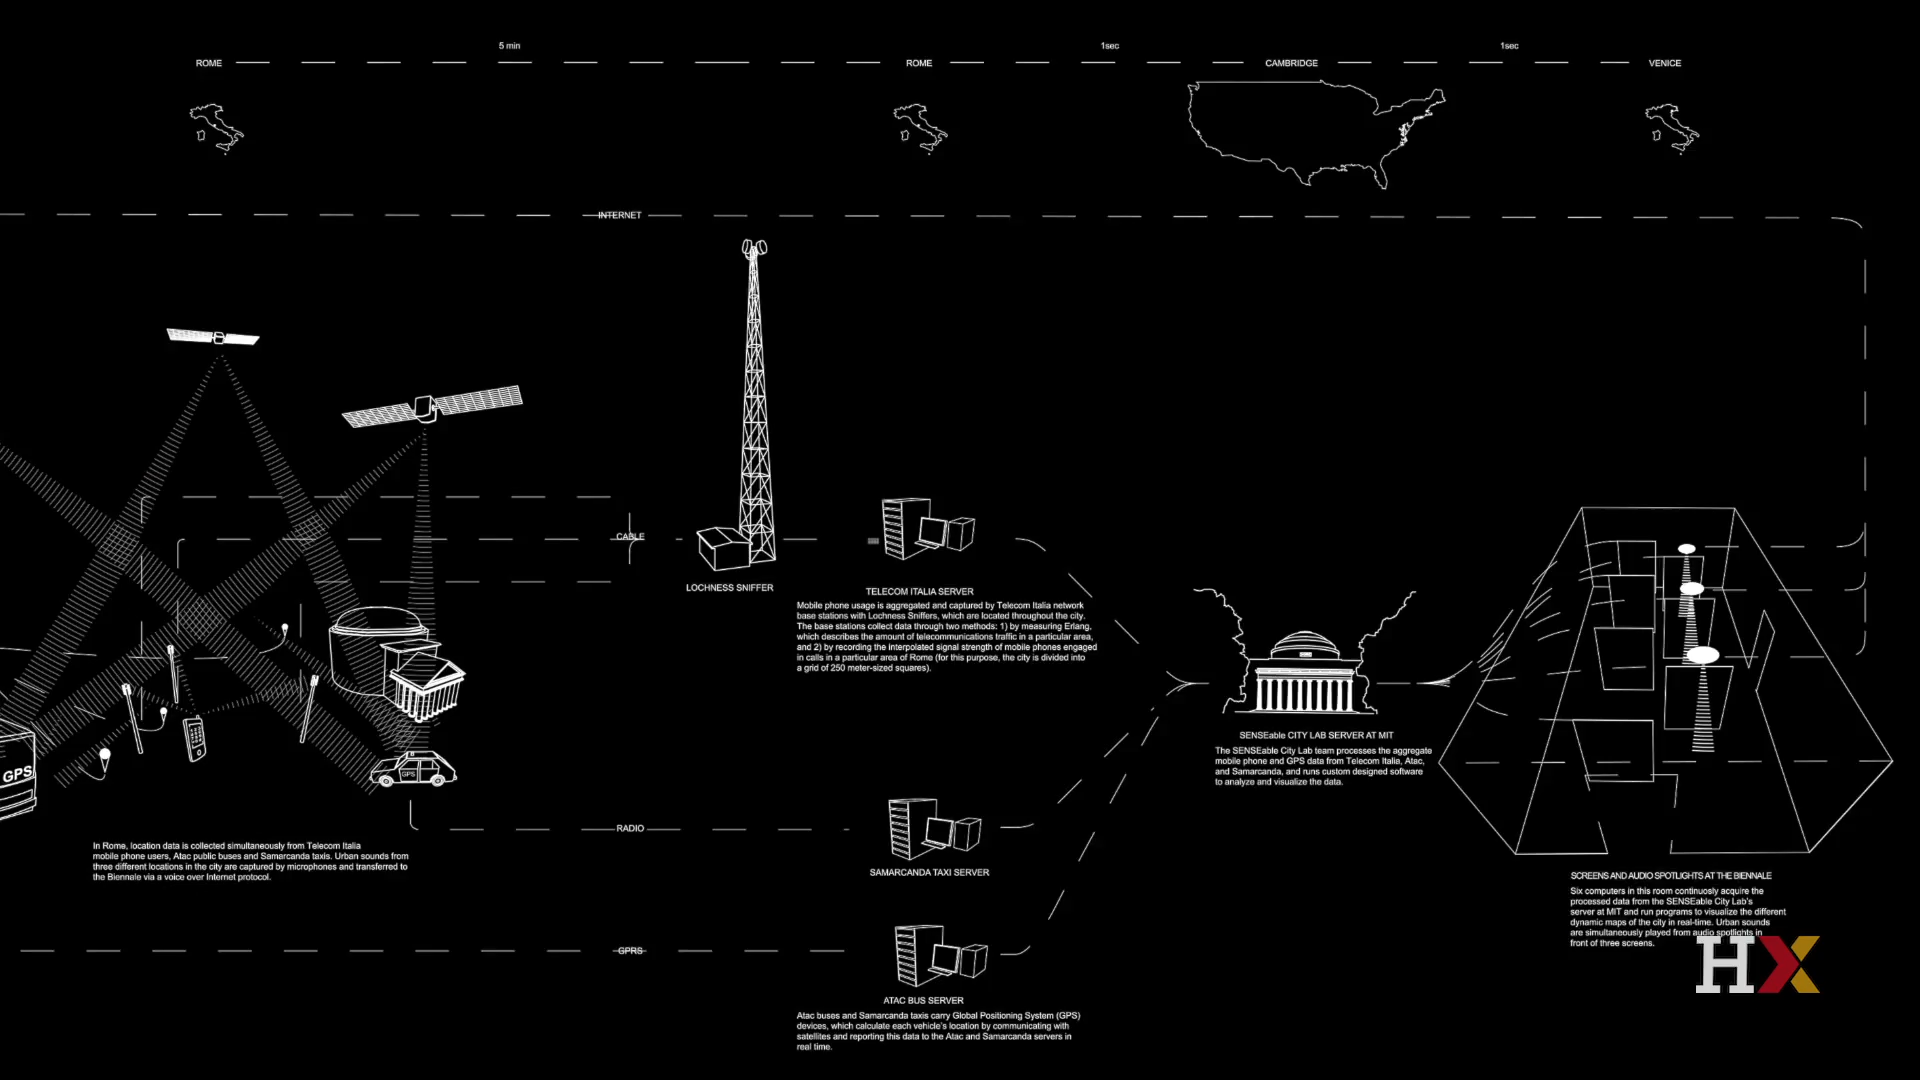 5 min
1sec
1sec
ROME
ROME
CAMBRIDGE
VENICE
INTERNET
CABLE
LOCHNESS SNIFFER
TELECOM ITALIA SERVER
Mobile phone usage is aggregated and captured by Telecom Italia network
base stations with Lochness Sniffers, which are located throughout the city.
The base stations collect data through two methods: 1) by measuring Erlang,
which describes the amount of telecommunications traffic in a particular area,
and 2) by recording the interpolated signal strength of mobile phones engaged
in calls in a particular area of Rome (for this purpose, the city is divided into
a grid of 250 meter-sized squares).
SENSEable CITY LAB SERVER AT MIT
The SENSEable City Lab team processes the aggregate
mobile phone and GPS data from Telecom Italia, Atac,
and Samarcanda, and runs custom designed software
to analyze and visualize the data.
GPS
GPS
RADIO
In Rome, location data is collected simultaneously from Telecom Italia
mobile phone users, Atac public buses and Samarcanda taxis. Urban sounds from
three different locations in the city are captured by microphones and transferred to
the Biennale via a voice over Internet protocol.
SAMARCANDA TAXI SERVER
SCREENS AND AUDIO SPOTLIGHTS AT THE BIENNALE
Six computers in this room continuosly acquire the
processed data from the SENSEable City Lab's
server at MIT and run programs to visualize the different
dynamic maps of the city in real-time. Urban sounds
are simultaneously played from audio spotlights in
front of three screens.
GPRS
HX
ATAC BUS SERVER
Atac buses and Samarcanda taxis carry Global Positioning System (GPS)
devices, which calculate each vehicle's location by communicating with
satellites and reporting this data to the Atac and Samarcanda servers in
real time.